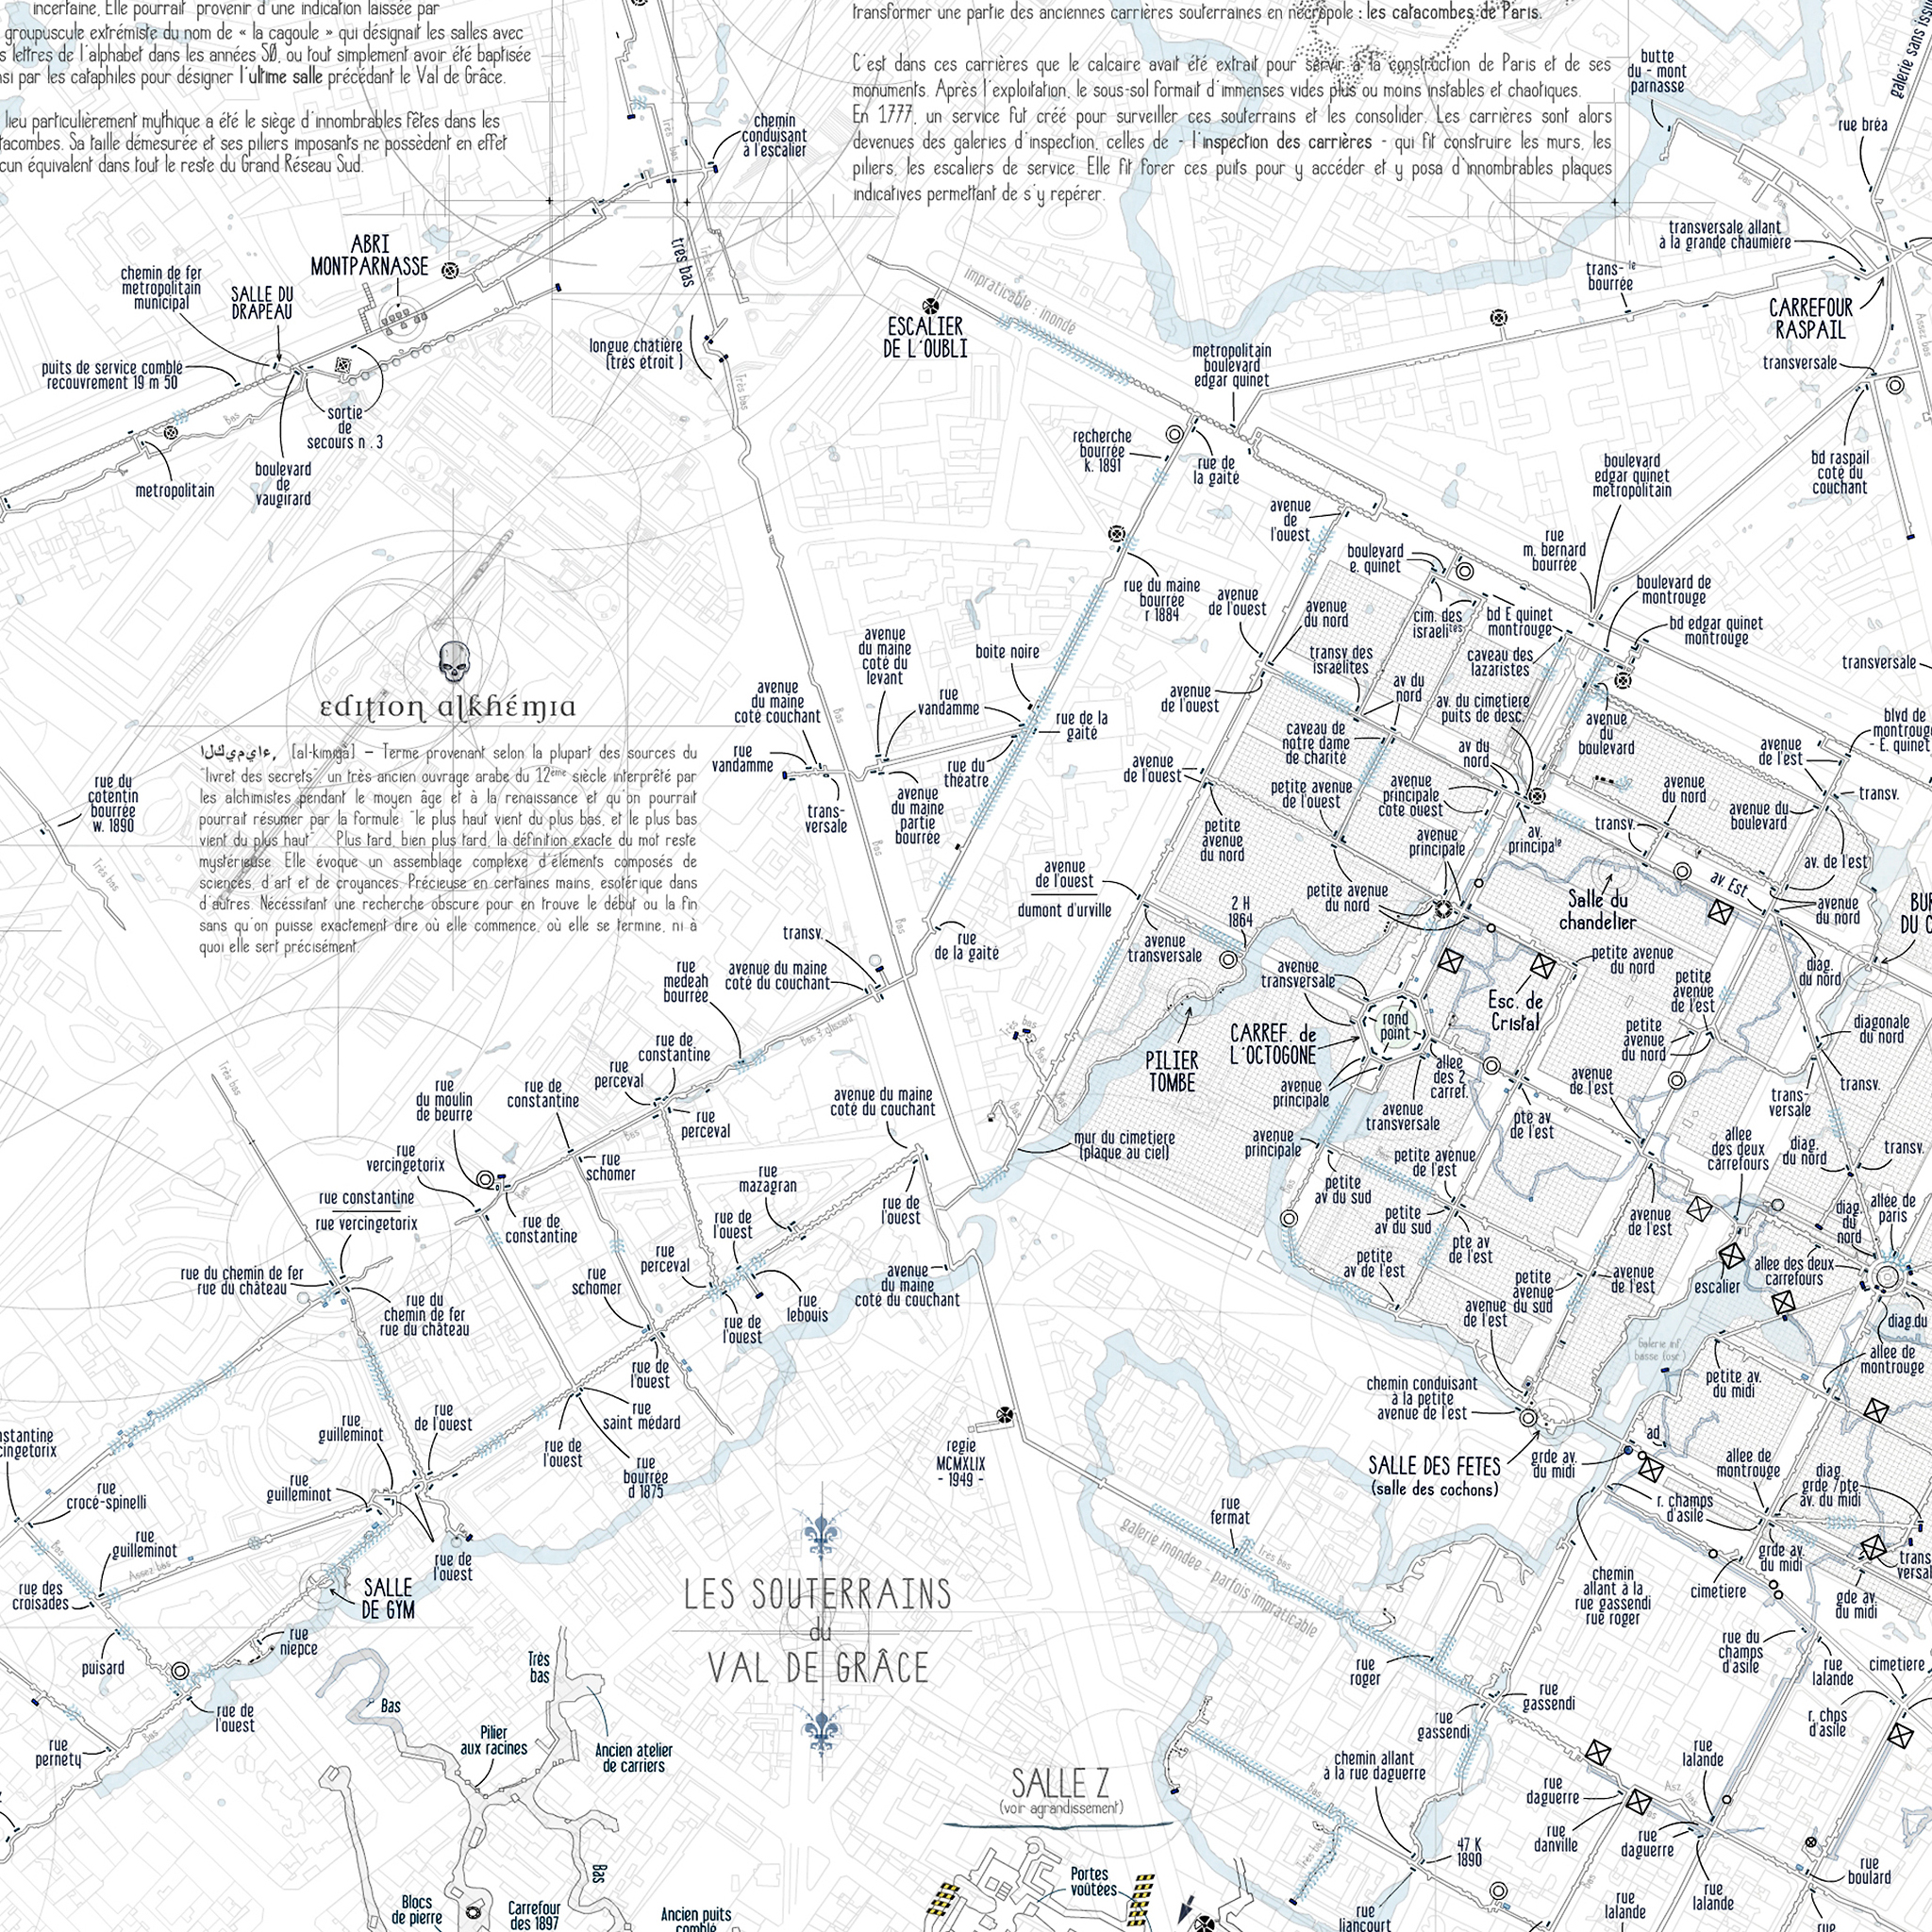 incertaine. Elle pourrait provenir d'une indication laissée par
groupuscule extrémiste du nom de « la cagoule » qui désignait les salles avec
s lettres de l'alphabet dans les années 50, ou tout simplement avoir été baptisée
nsi par les cataphiles pour désigner l'ultime salle précédant le Val de Grâce.
lieu particulièrement mythique a été le siège d'innombrables fêtes dans les
tacombes. Sa taille démesurée et ses piliers imposants ne possèdent en effet
cun équivalent dans tout le reste du Grand Réseau Sud.
transformer une partie des anciennes carrières souterraines en nécropole : les catacombes de Paris.
C'est dans ces carrières que le calcaire avait été extrait pour servir à la construction de Paris et de ses
monuments. Après l'exploitation, le sous-sol formait d'immenses vides plus ou moins instables et chaotiques.
En 1777, un service fut créé pour surveiller ces souterrains et les consolider. Les carrières sont alors
devenues des galeries d'inspection, celles de - l'inspection des carrières - qui fit construire les murs, les
piliers, les escaliers de service. Elle fit forer ces puits pour y accéder et y posa d'innombrables plaques
indicatives permettant de s'y repérer.
butte
du - mont
parnasse
galerie sans issue
rue bréa
chemin
conduisant
à l'escalier
transversale allant
à la grande chaumière
trans- le
bourrée
CARREFOUR
RASPAIL
transversale
bd raspail
coté du
couchant
ABRI
MONTPARNASSE
chemin de fer
metropolitain
municipal
SALLE DU
DRAPEAU
puits de service comblé
recouvrement 19 m 50
sortie
de
secours n . 3
boulevard
de
vaugirard
metropolitain
Bas
très bas
Très bas
longue chatière
(très étroit )
ESCALIER
DE L'OUBLI
impraticable : inondé
metropolitain
boulevard
edgar quinet
recherche
bourrée
k. 1891
rue de
la gaité
avenue
de
l'ouest
boulevard
e. quinet
boulevard
edgar quinet
metropolitain
rue
m. bernard
bourrée
boulevard de
montrouge
bd edgar quinet
montrouge
transversale
rue du maine
bourrée
r 1884
avenue
de l'ouest
avenue
du nord
cim. des
israelites
bd E quinet
montrouge
transv des
israélites
caveau des
lazaristes
av du
nord
av. du cimetiere
puits de desc.
avenue
du
boulevard
avenue
de l'ouest
caveau de
notre dame
de charité
av du
nord
avenue
de l'ouest
petite avenue
de l'ouest
avenue
principale
coté ouest
petite
avenue
du nord
avenue
principale
av.
principale
avenue
du nord
transv.
avenue du
boulevard
avenue
de l'est
blvd de
montrouge
- E. quinet
transv.
av. de l'est
av. Est
avenue
du nord
Salle du
chandelier
petite avenue
du nord
avenue
de l'ouest
dumont d'urville
2 H
1864
avenue
transversale
edition alkhémia
[al-kimiyâ] – Terme provenant selon la plupart des sources du
"livret des secrets", un très ancien ouvrage arabe du 12ème siècle interprété par
les alchimistes pendant le moyen âge et à la renaissance et qu'on pourrait
pourrait résumer par la formule "le plus haut vient du plus bas, et le plus bas
vient du plus haut". Plus tard, bien plus tard, la définition exacte du mot reste
mystérieuse. Elle évoque un assemblage complexe d'éléments composés de
sciences, d'art et de croyances. Précieuse en certaines mains, esotérique dans
d'autres. Nécéssitant une recherche obscure pour en trouve le début ou la fin
sans qu'on puisse exactement dire où elle commence, où elle se termine, ni à
quoi elle sert précisément.
rue du
cotentin
bourrée
w. 1890
Très bas
avenue
du maine
coté du
levant
boite noire
avenue
du maine
coté couchant
rue
vandamme
rue
vandamme
rue de la
gaité
rue du
théatre
trans-
versale
avenue
du maine
partie
bourrée
rue
de la gaité
transv.
avenue du maine
coté du couchant
rue
medeah
bourrée
Bas & glissant
rue de
constantine
rue
perceval
rue
perceval
rue
du moulin
de beurre
rue de
constantine
avenue du maine
coté du couchant
rue
vercingetorix
rue
schomer
rue
mazagran
rue constantine
rue vercingetorix
rue de
constantine
rue de
l'ouest
rue de
l'ouest
rue du chemin de fer
rue du château
rue du
chemin de fer
rue du château
rue
schomer
rue
perceval
rue
lebouis
rue de
l'ouest
avenue
du maine
coté du couchant
mur du cimetiere
(plaque au ciel)
PILIER
TOMBE
CARREF. de
L'OCTOGONE
rond
point
avenue
transversale
Esc. de
Cristal
petite avenue
du nord
petite
avenue
de l'est
petite
avenue
du nord
diag.
du nord
diagonale
du nord
allée
des 2
carref.
avenue
principale
avenue
transversale
avenue
principale
avenue
de l'est
pte av
de l'est
transv.
trans-
versale
allee
des deux
carrefours
diag.
du nord
transv.
petite avenue
de l'est
petite
av du sud
petite
av du sud
pte av
de l'est
avenue
de l'est
diag.
du
nord
allée de
paris
petite
av de l'est
petite
avenue
du sud
avenue
de l'est
avenue
de l'est
escalier
allee des deux
carrefours
diag.du
Galerie inf.
basse (osc.)
allee de
montrouge
petite av.
du midi
chemin conduisant
à la petite
avenue de l'est
SALLE DES FETES
(salle des cochons)
grde av.
du midi
ad
allee de
montrouge
diag.
grde /pte
av. du midi
r. champs
d'asile
grde av.
du midi
trans
versal
cimetiere
gde av.
du midi
chemin
allant à la
rue gassendi
rue roger
rue du
champs
d'asile
rue
lalande
cimetiere
r. chps
d'asile
rue de
l'ouest
rue
saint médard
rue de
l'ouest
rue
bourrée
d 1875
regie
MCMXLIX
- 1949 -
rue
guilleminot
rue
de l'ouest
rue
guilleminot
nstantine
cingetorix
rue
crocé-spinelli
rue
guilleminot
Assez bas
rue des
croisades
puisard
rue de
l'ouest
SALLE
DE GYM
rue
niepce
rue de
l'ouest
rue
pernety
LES SOUTERRAINS
du
VAL DE GRÂCE
rue
fermat
Tres bas
galerie inondée - parfois impraticable
rue
roger
rue
gassendi
rue
gassendi
chemin allant
à la rue daguerre
rue
lalande
rue
daguerre
rue
danville
rue
daguerre
47 K
1890
rue
boulard
rue
lalande
rue
lalande
rue
liancourt
SALLE Z
(voir agrandissement)
Portes
voûtées
Très
bas
Bas
Pilier
aux racines
Ancien atelier
de carriers
Bas
Blocs
de pierre
Carrefour
des 1897
Ancien puits
comblé